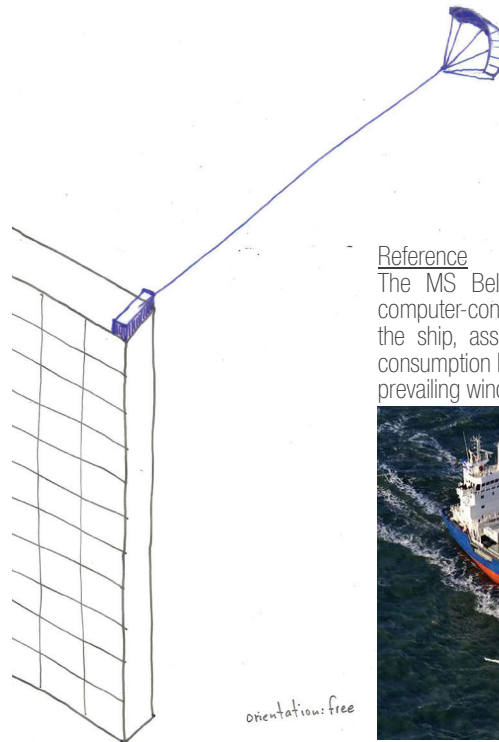 Reference
The MS Bel
computer-con
the ship, ass
consumption
prevailing wind
orientation: free